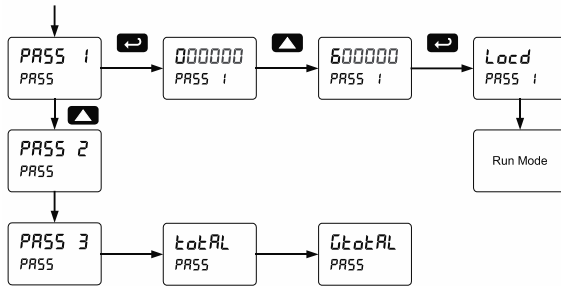 PASS 1
PASS
000000
PASS 1
600000
PASS 1
Locd
PASS 1
PASS 2
PASS
Run Mode
PASS 3
PASS
totAL
PASS
GtotAL
PASS